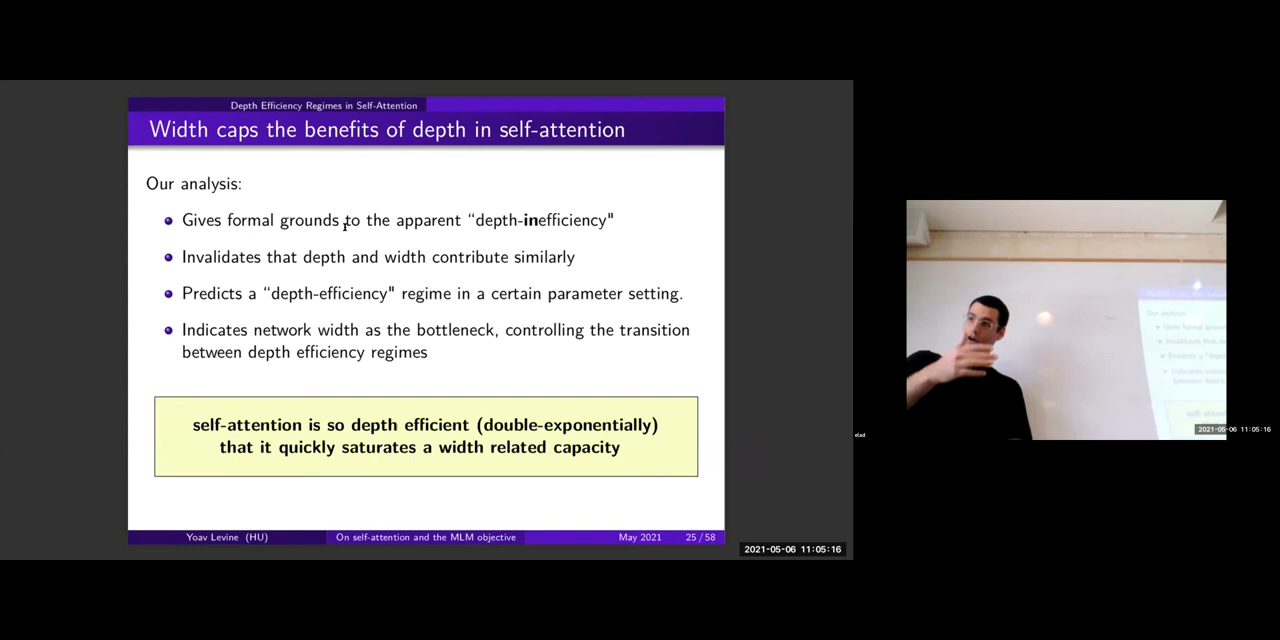 Depth Efficiency Regimes in Self-Attention
Width caps the benefits of depth in self-attention
Our analysis:
Gives formal grounds to the apparent “depth-inefficiency"
Invalidates that depth and width contribute similarly
Predicts a “depth-efficiency" regime in a certain parameter setting.
Indicates network width as the bottleneck, controlling the transition
between depth efficiency regimes
self-attention is so depth efficient (double-exponentially)
that it quickly saturates a width related capacity
Yoav Levine (HU) On self-attention and the MLM objective May 2021 25 / 58
2021-05-06 11:05:16
elad
Our analysis:
2021-05-06 11:05:16